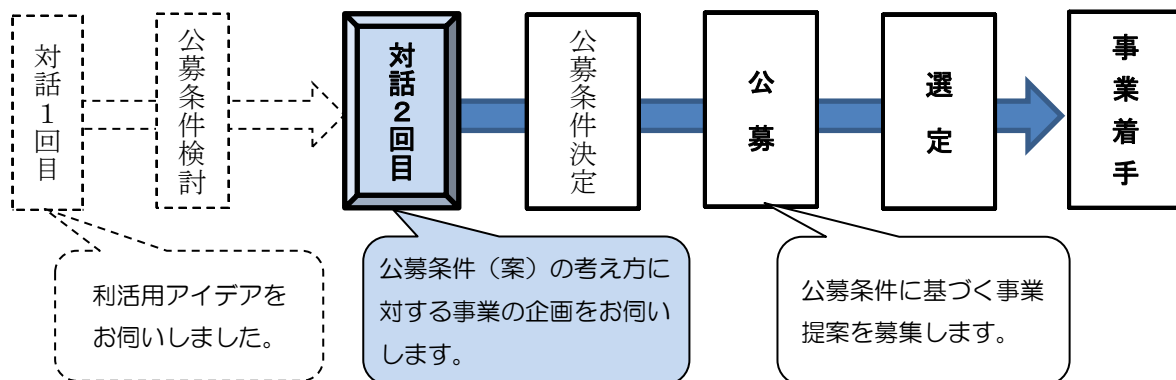 対話1回目
公募条件検討
対話2回目
公募条件決定
公募
選定
事業着手
利活用アイデアを
お伺いしました。
公募条件（案）の考え方に
対する事業の企画をお伺い
します。
公募条件に基づく事業
提案を募集します。